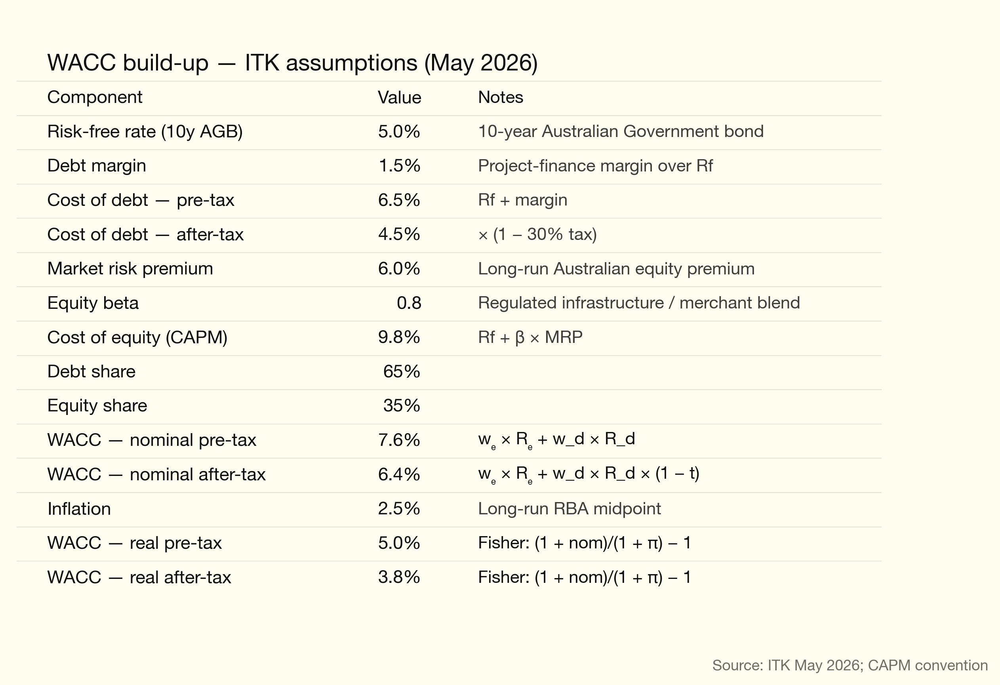 WACC build-up — ITK assumptions (May 2026)
Component Value Notes
Risk-free rate (10y AGB) 5.0% 10-year Australian Government bond
Debt margin 1.5% Project-finance margin over Rf
Cost of debt — pre-tax 6.5% Rf + margin
Cost of debt — after-tax 4.5% × (1 – 30% tax)
Market risk premium 6.0% Long-run Australian equity premium
Equity beta 0.8 Regulated infrastructure / merchant blend
Cost of equity (CAPM) 9.8% Rf + β × MRP
Debt share 65%
Equity share 35%
WACC — nominal pre-tax 7.6% wₑ × Rₑ + w_d × R_d
WACC — nominal after-tax 6.4% wₑ × Rₑ + w_d × R_d × (1 – t)
Inflation 2.5% Long-run RBA midpoint
WACC — real pre-tax 5.0% Fisher: (1 + nom)/(1 + π) – 1
WACC — real after-tax 3.8% Fisher: (1 + nom)/(1 + π) – 1
Source: ITK May 2026; CAPM convention